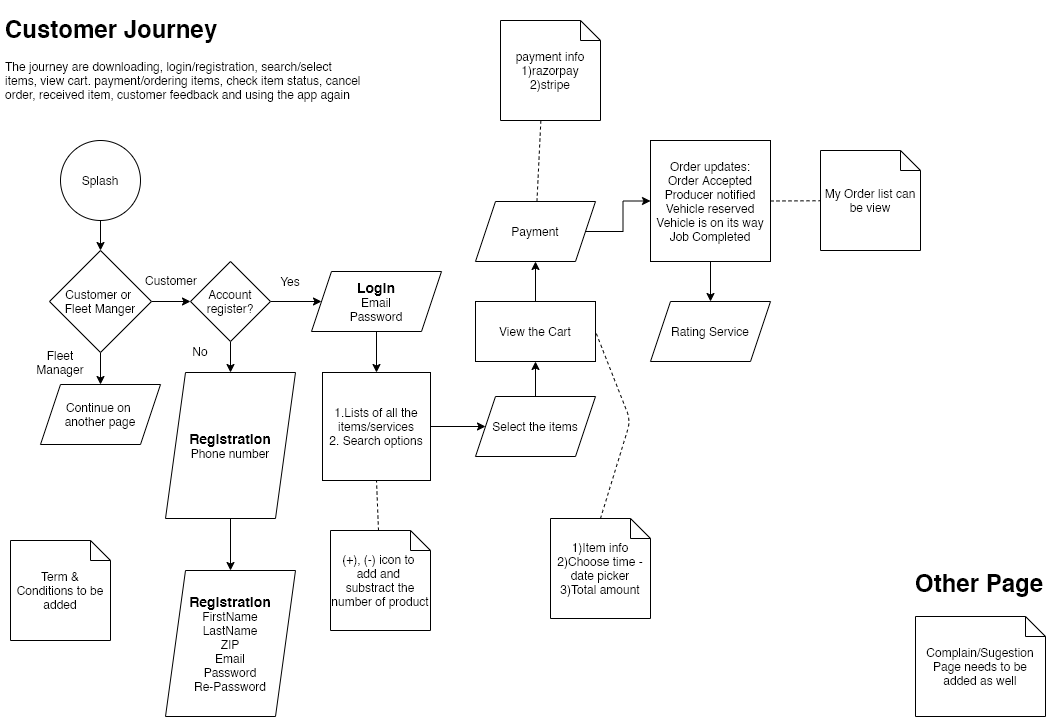 Customer Journey
The journey are downloading, login/registration, search/select
items, view cart. payment/ordering items, check item status, cancel
order, received item, customer feedback and using the app again
payment info
1)razorpay
2)stripe
Splash
Order updates:
Order Accepted
Producer notified
Vehicle reserved
Vehicle is on its way
Job Completed
My Order list can
be view
Payment
Customer or
Fleet Manger
Customer
Account
register?
Yes
Login
Email
Password
View the Cart
Rating Service
No
Fleet
Manager
Continue on
another page
Registration
Phone number
1.Lists of all the
items/services
2. Search options
Select the items
Term &
Conditions to be
added
Registration
FirstName
LastName
ZIP
Email
Password
Re-Password
(+), (-) icon to
add and
substract the
number of product
1)Item info
2)Choose time -
date picker
3)Total amount
Other Page
Complain/Sugestion
Page needs to be
added as well